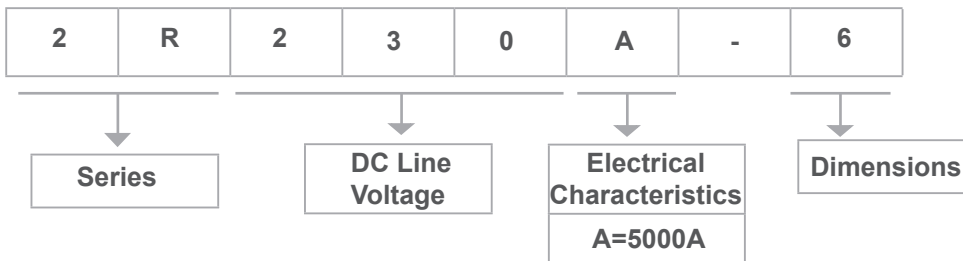 2 R 2 3 0 A - 6
Series
DC Line
Voltage
Electrical
Characteristics
A=5000A
Dimensions